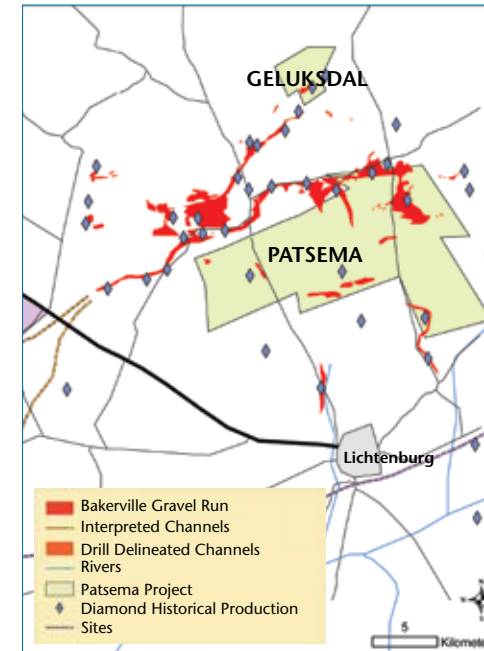 GELUKSDAL
PATSEMA
Lichtenburg
Bakerville Gravel Run
Interpreted Channels
Drill Delineated Channels
Rivers
Patsema Project
Diamond Historical Production
Sites
5